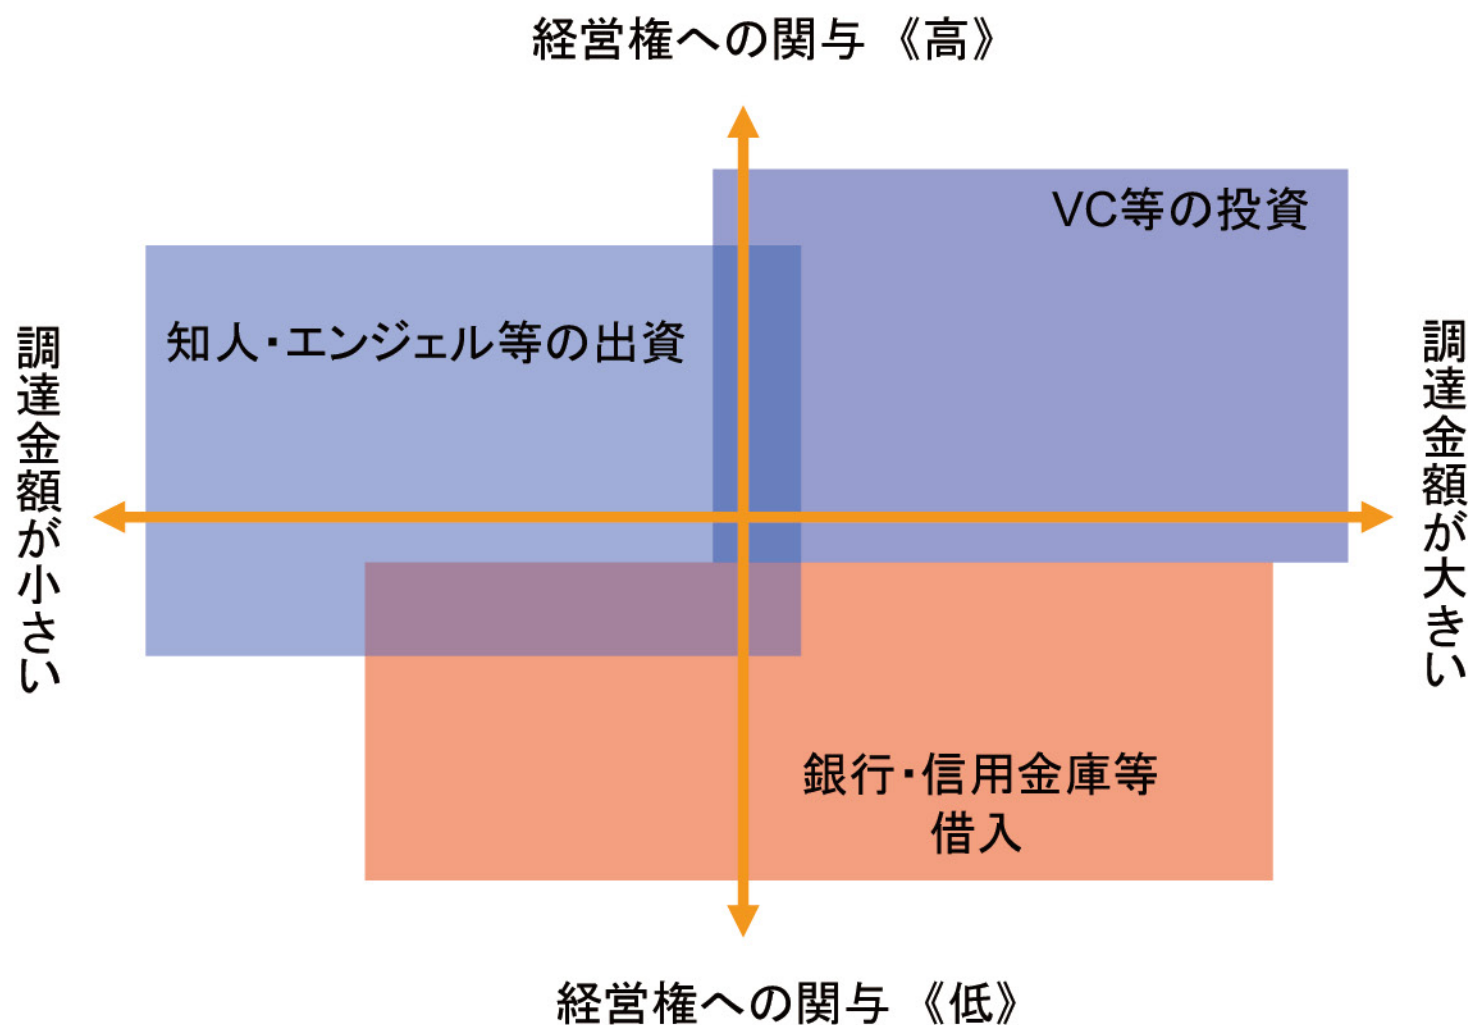 経営権への関与 《高》
VC等の投資
知人・エンジェル等の出資
調達金額が小さい
調達金額が大きい
銀行・信用金庫等
借入
経営権への関与 《低》